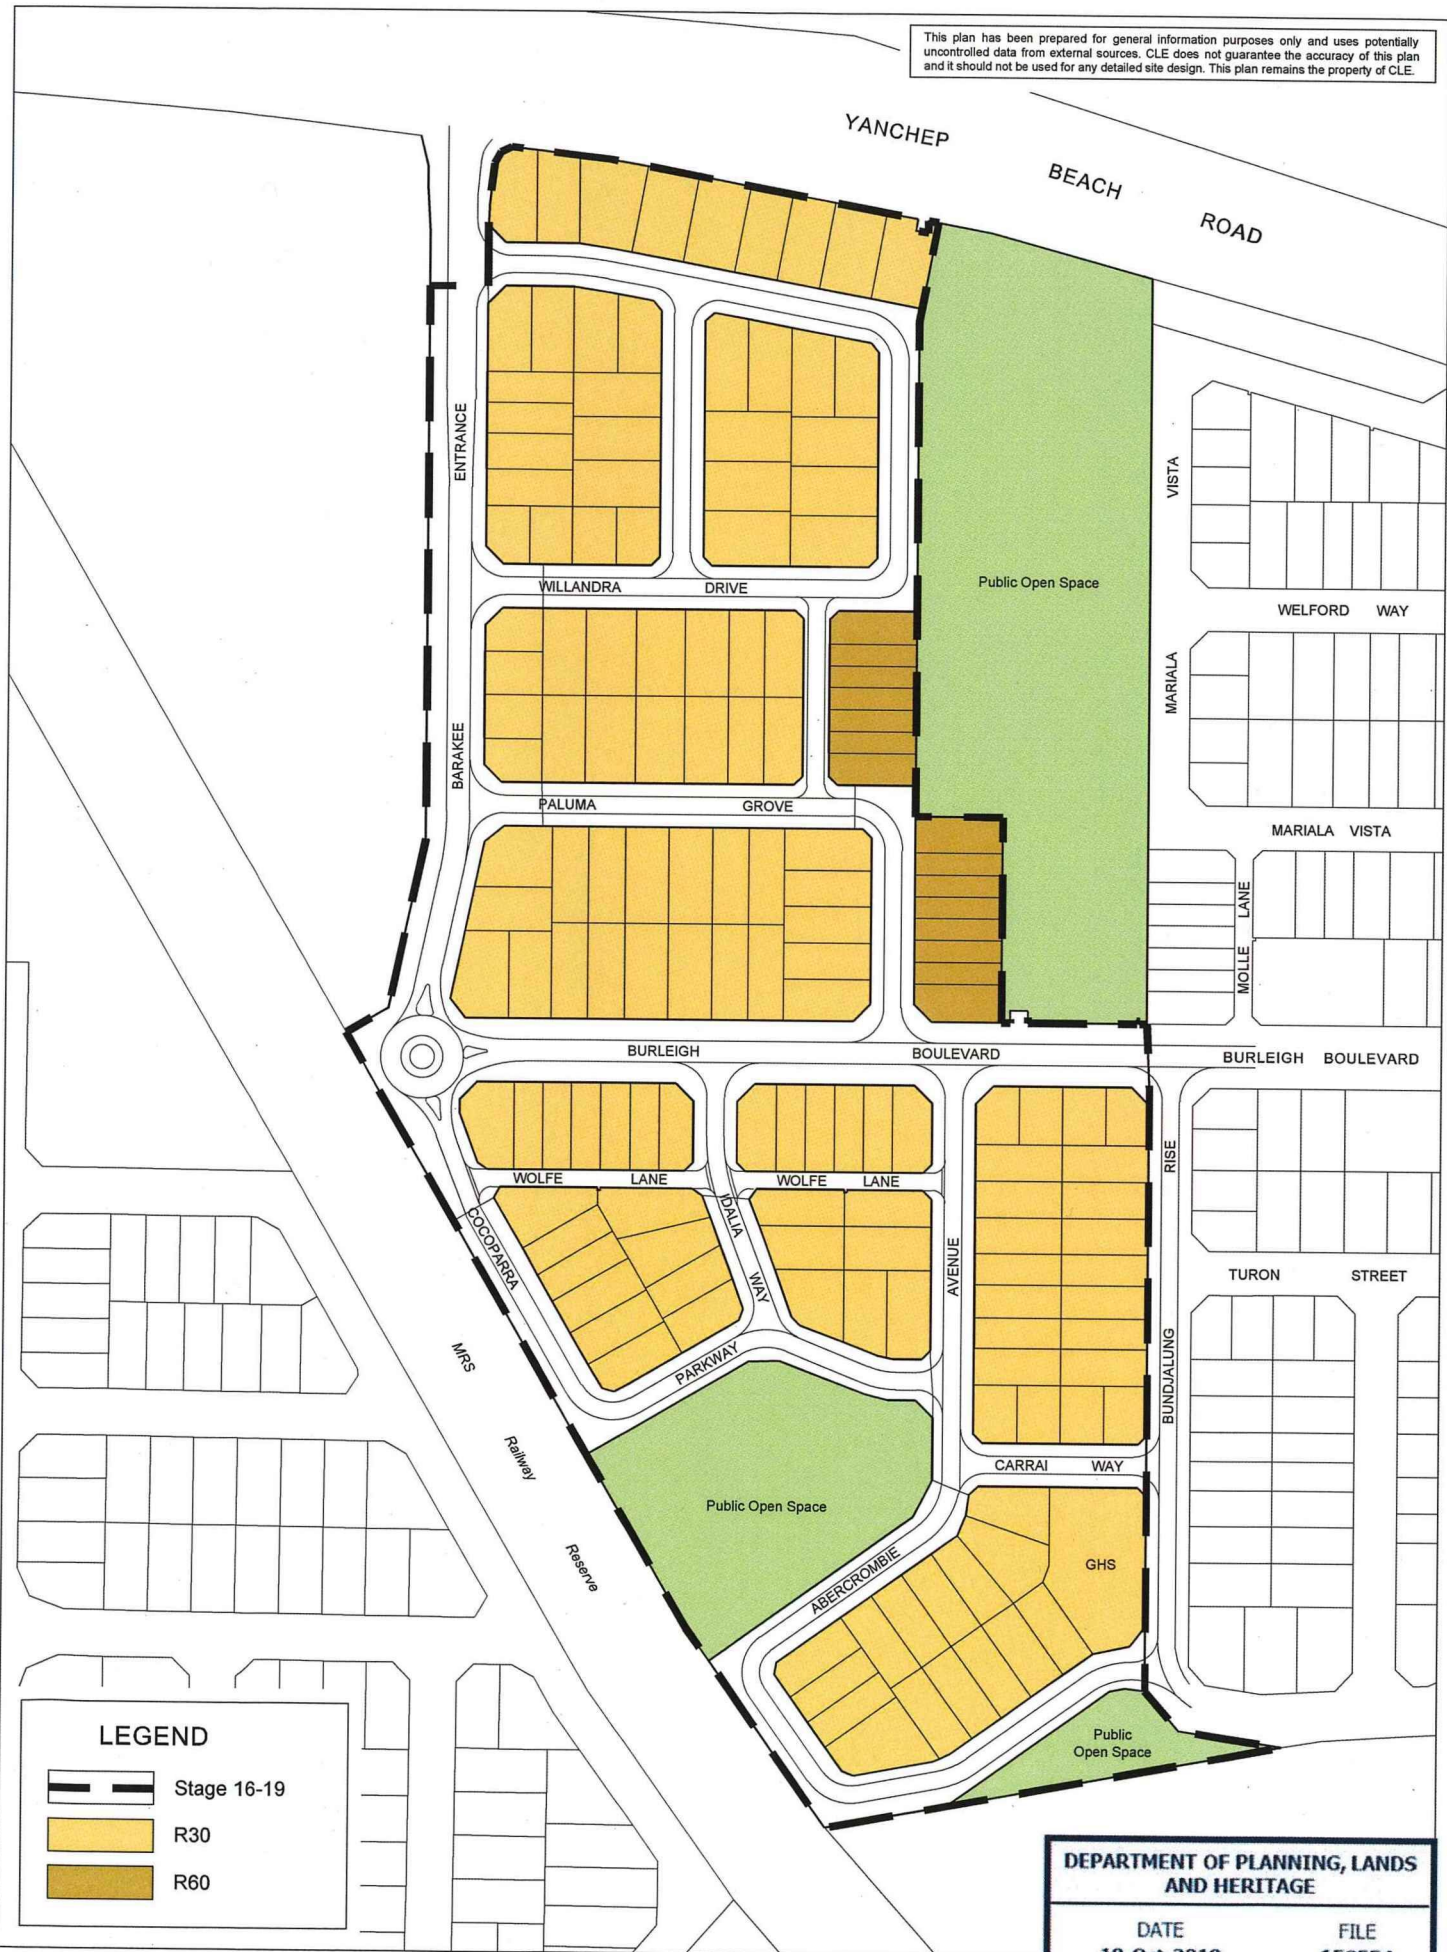 This plan has been prepared for general information purposes only and uses potentially
uncontrolled data from external sources. CLE does not guarantee the accuracy of this plan
and it should not be used for any detailed site design. This plan remains the property of CLE.
YANCHEP BEACH ROAD
ENTRANCE
VISTA
Public Open Space
WILLANDRA DRIVE
WELFORD WAY
MARIALA
BARAKEE
PALUMA GROVE
MARIALA VISTA
MOLLE LANE
BURLEIGH BOULEVARD
BURLEIGH BOULEVARD
RISE
WOLFE LANE
WOLFE LANE
COCOPARRA
IDALIA WAY
AVENUE
TURON STREET
MRS Railway Reserve
PARKWAY
BUNDJALUNG
CARRAI WAY
Public Open Space
ABERCROMBIE
GHS
Public
Open Space
LEGEND
Stage 16-19
R30
R60
DEPARTMENT OF PLANNING, LANDS
AND HERITAGE
DATE FILE